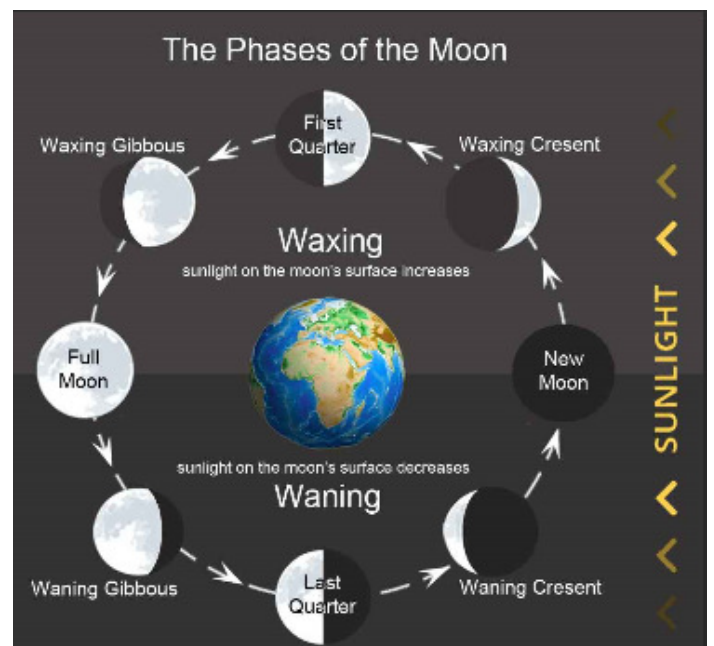 The Phases of the Moon
First
Quarter
Waxing Gibbous
Waxing Cresent
Waxing
sunlight on the moon's surface increases
Full
Moon
New
Moon
SUNLIGHT
sunlight on the moon's surface decreases
Waning
Waning Gibbous
Last
Quarter
Waning Cresent